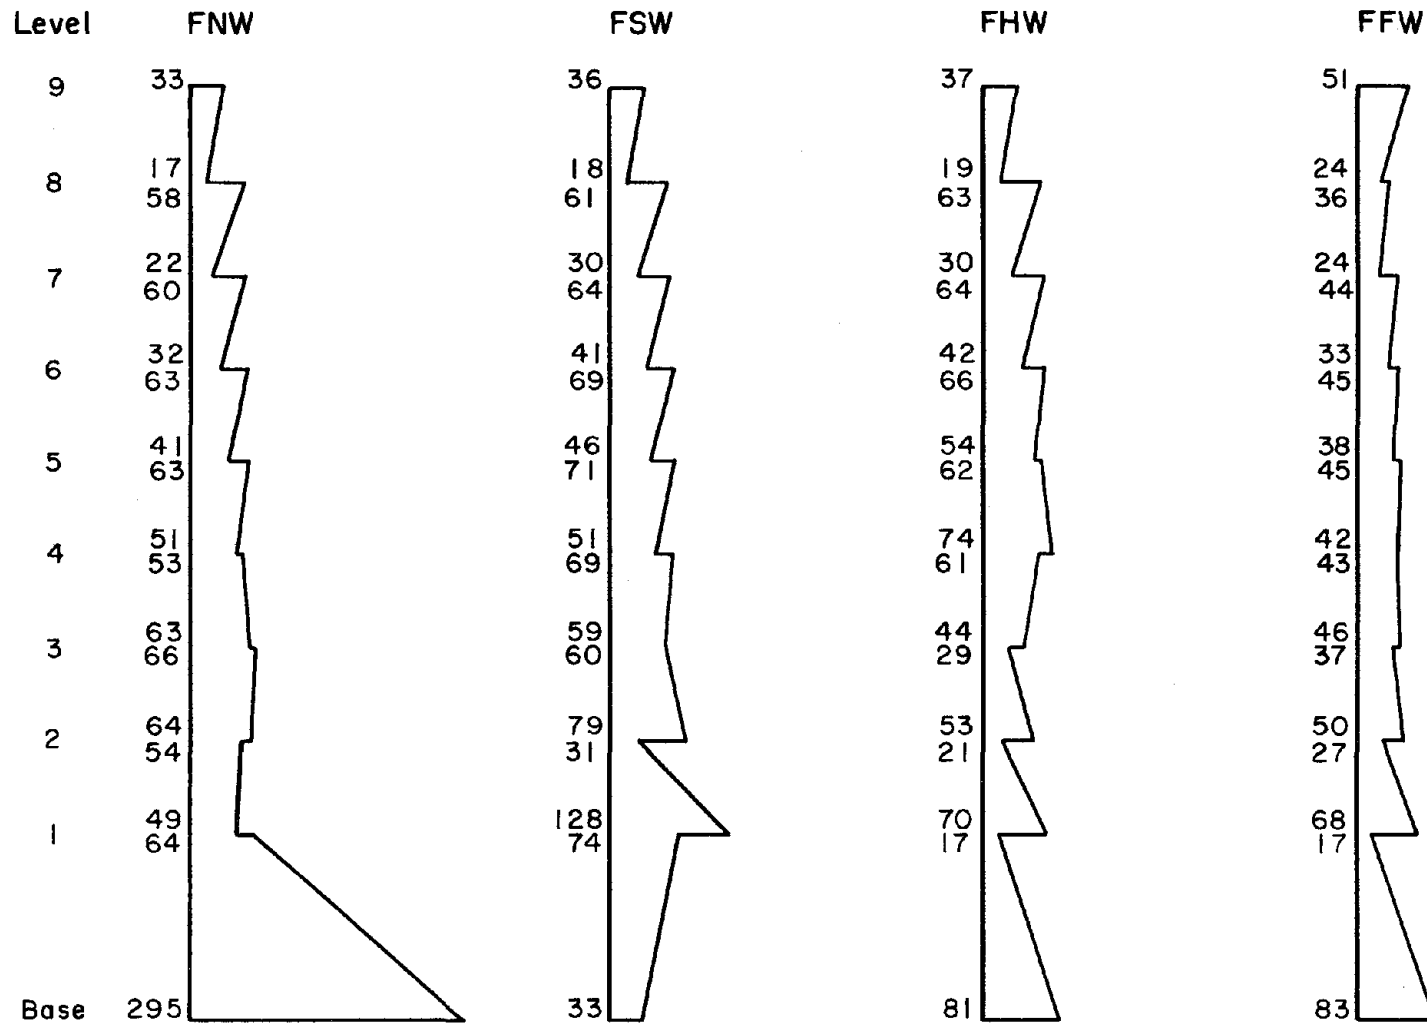 Level FNW FSW FHW FFW
33 36 37 51
9
17 18 19 24
8
58 61 63 36
22 30 30 24
7
60 64 64 44
32 41 42 33
6
63 69 66 45
41 46 54 38
5
63 71 62 45
51 51 74 42
4
53 69 61 43
63 59 44 46
3
66 60 29 37
64 79 53 50
2
54 31 21 27
49 128 70 68
1
64 74 17 17
Base 295 33 81 83